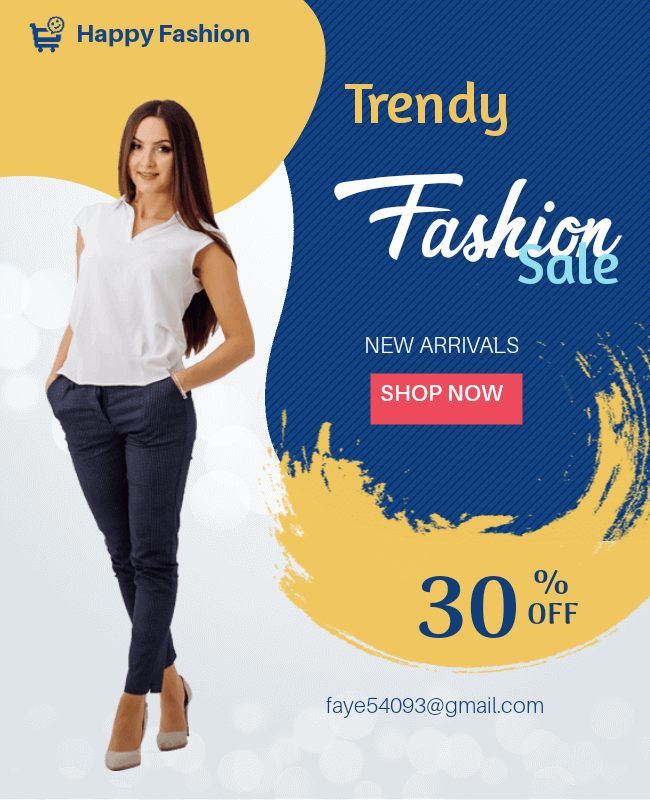 Happy Fashion
Trendy
Fashion
Sale
NEW ARRIVALS
SHOP NOW
30 %
OFF
faye54093@gmail.com